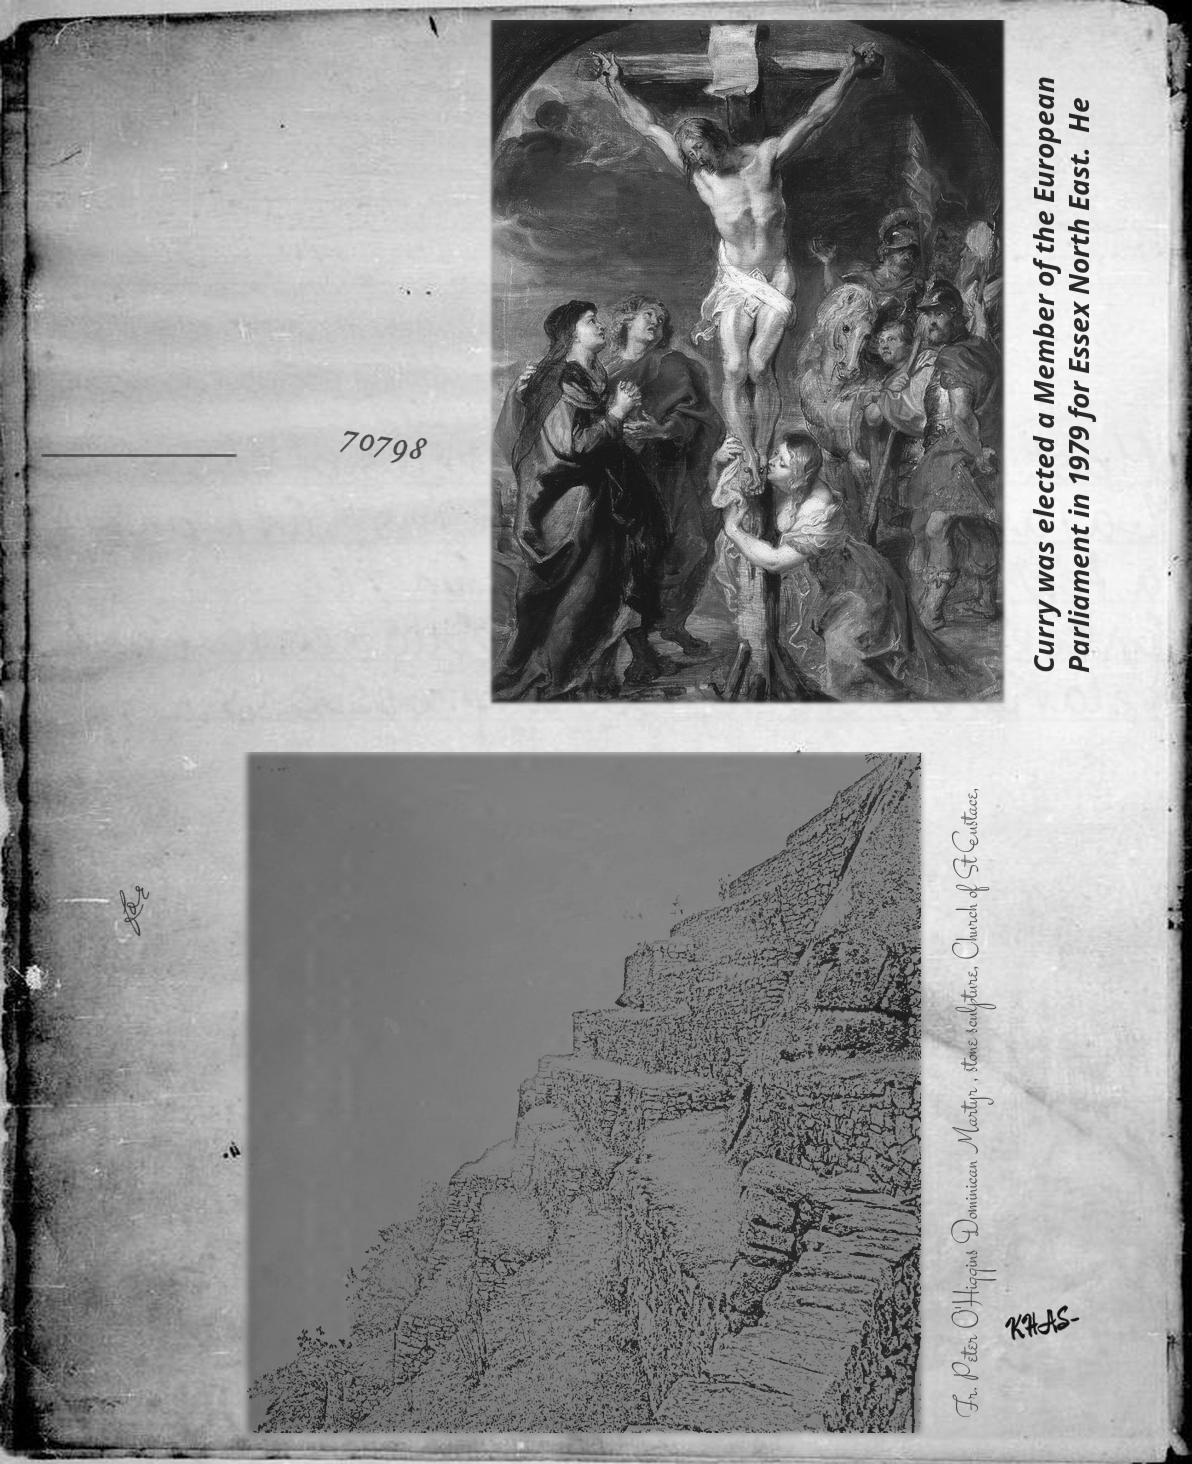 70798
Curry was elected a Member of the European
Parliament in 1979 for Essex North East. He
Fr. Peter O'Higgins Dominican Martyr , stone sculpture, Church of St Eustace,
KHAS-